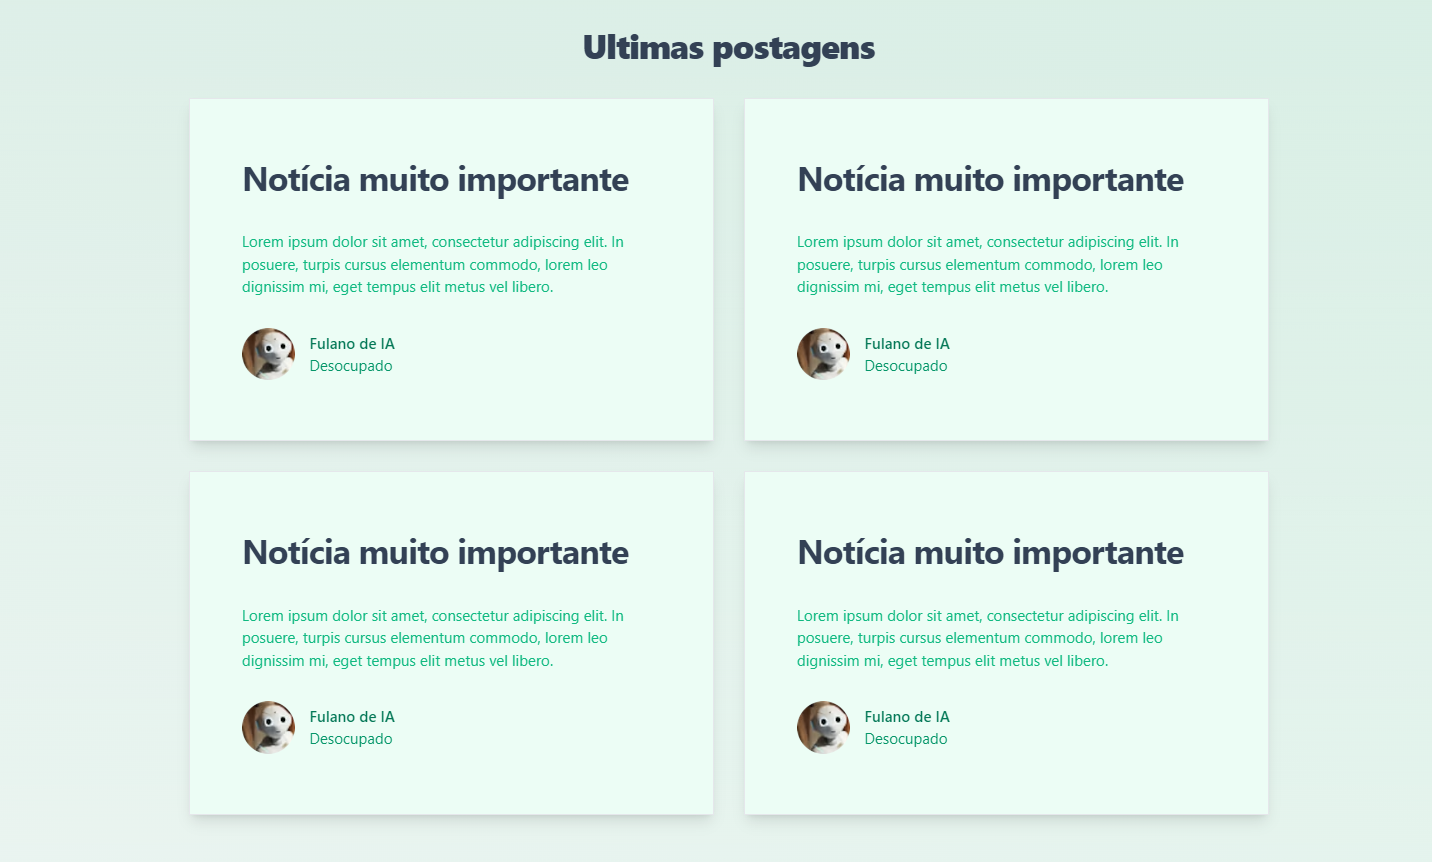 Ultimas postagens
Notícia muito importante
Lorem ipsum dolor sit amet, consectetur adipiscing elit. In
posuere, turpis cursus elementum commodo, lorem leo
dignissim mi, eget tempus elit metus vel libero.
Fulano de IA
Desocupado
Notícia muito importante
Lorem ipsum dolor sit amet, consectetur adipiscing elit. In
posuere, turpis cursus elementum commodo, lorem leo
dignissim mi, eget tempus elit metus vel libero.
Fulano de IA
Desocupado
Notícia muito importante
Lorem ipsum dolor sit amet, consectetur adipiscing elit. In
posuere, turpis cursus elementum commodo, lorem leo
dignissim mi, eget tempus elit metus vel libero.
Fulano de IA
Desocupado
Notícia muito importante
Lorem ipsum dolor sit amet, consectetur adipiscing elit. In
posuere, turpis cursus elementum commodo, lorem leo
dignissim mi, eget tempus elit metus vel libero.
Fulano de IA
Desocupado